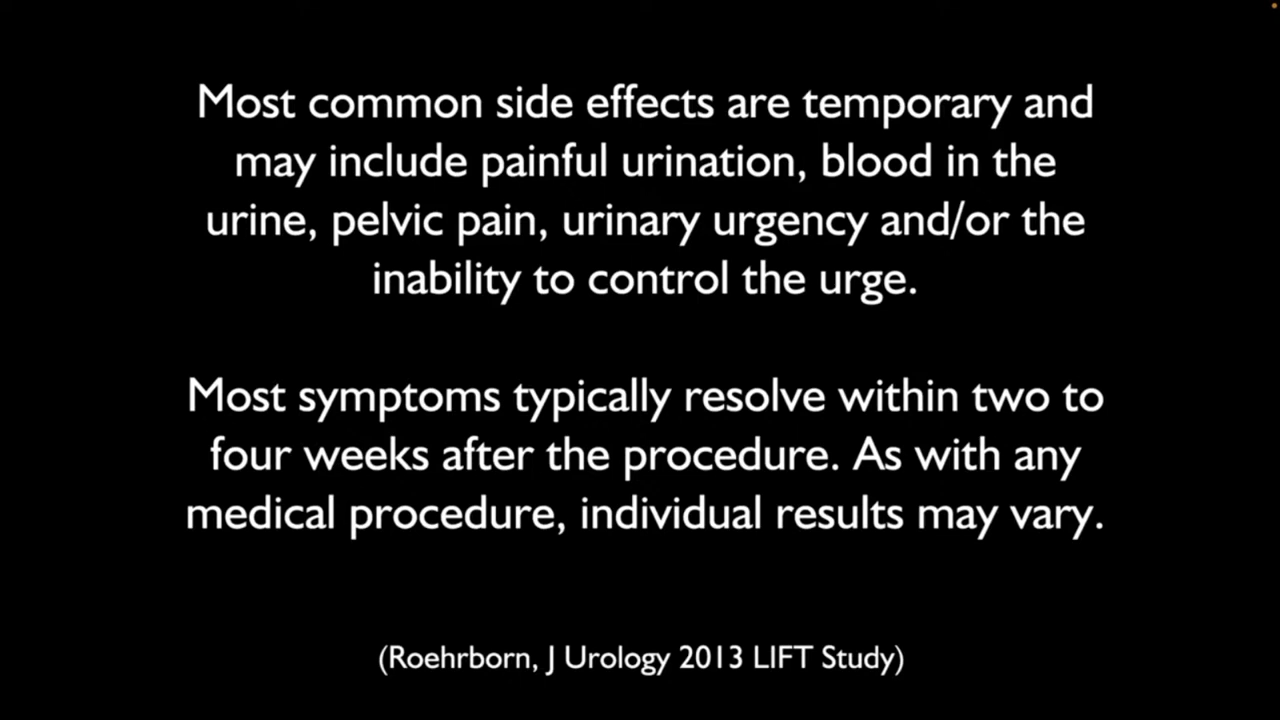 Most common side effects are temporary and
may include painful urination, blood in the
urine, pelvic pain, urinary urgency and/or the
inability to control the urge.
Most symptoms typically resolve within two to
four weeks after the procedure. As with any
medical procedure, individual results may vary.
(Roehrborn, J Urology 2013 LIFT Study)